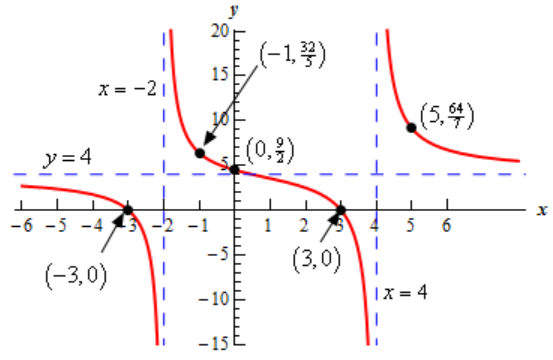 y
20
15
10
5
−5
−10
−15
x = −2
(−1, 32/5)
(0, 9/2)
(5, 64/7)
y = 4
−6 −5 −4 −3 −2 −1 0 1 2 3 4 5 6 x
(−3, 0)
(3, 0)
x = 4